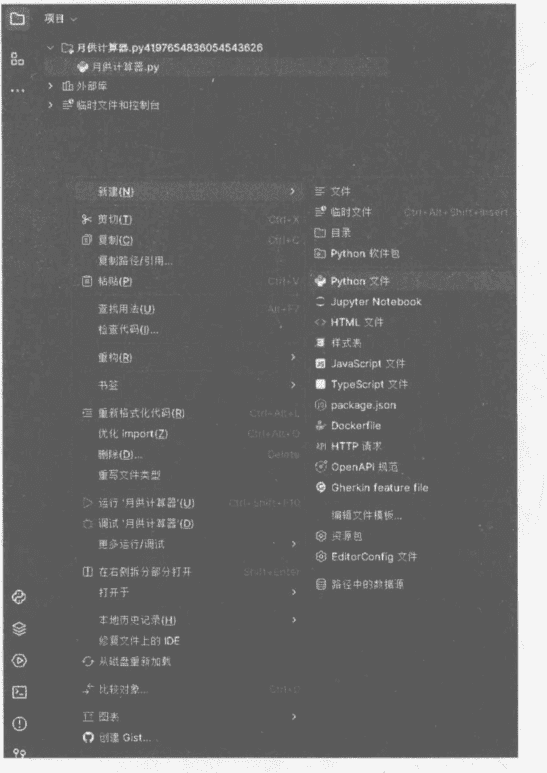 项目
月供计算器.py4197654836054543626
月供计算器.py
外部库
临时文件和控制台
新建(N)
剪切(T) Ctrl+X
复制(C) Ctrl+C
复制路径/引用...
粘贴(P) Ctrl+V
查找用法(U) Alt+F7
检查代码(I)...
重构(R)
书签
重新格式化代码(R) Ctrl+Alt+L
优化 import(Z) Ctrl+Alt+O
删除(D)... Delete
重写文件类型
运行 '月供计算器'(U) Ctrl+Shift+F10
调试 '月供计算器'(D)
更多运行/调试
在右侧拆分部分打开 Shift+Enter
打开于
本地历史记录(H)
修复文件上的 IDE
从磁盘重新加载
比较对象... Ctrl+D
图表
创建 Gist...
文件
临时文件 Ctrl+Alt+Shift+Insert
目录
Python 软件包
Python 文件
Jupyter Notebook
HTML 文件
样式表
JavaScript 文件
TypeScript 文件
package.json
Dockerfile
API HTTP 请求
OpenAPI 规范
Gherkin feature file
编辑文件模板...
资源包
EditorConfig 文件
路径中的数据源